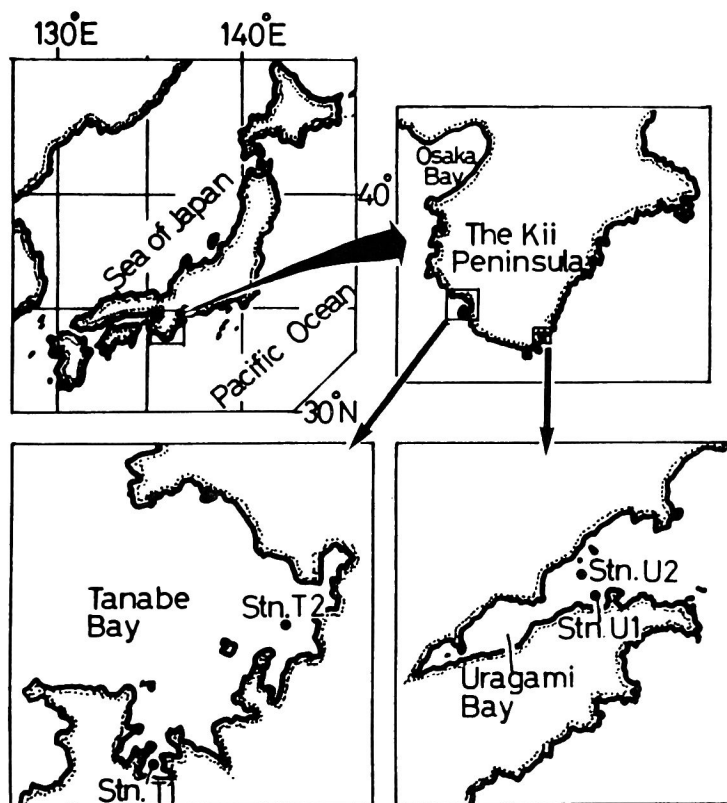 130°E
140°E
40°
Sea of Japan
Pacific Ocean
30°N
Osaka
Bay
The Kii
Peninsula
Tanabe
Bay
Stn.T2
Stn.T1
Stn.U2
Stn.U1
Uragami
Bay